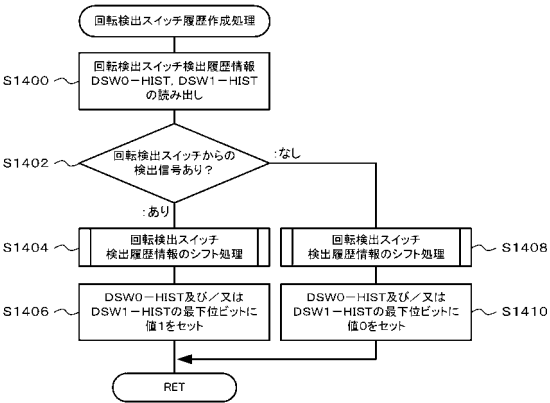 回転検出スイッチ履歴作成処理
S1400
回転検出スイッチ検出履歴情報
DSW0－HIST，DSW1－HIST
の読み出し
S1402
回転検出スイッチからの
検出信号あり？
：なし
：あり
S1404
回転検出スイッチ
検出履歴情報のシフト処理
回転検出スイッチ
検出履歴情報のシフト処理
S1408
S1406
DSW0－HIST及び／又は
DSW1－HISTの最下位ビットに
値1をセット
DSW0－HIST及び／又は
DSW1－HISTの最下位ビットに
値0をセット
S1410
RET